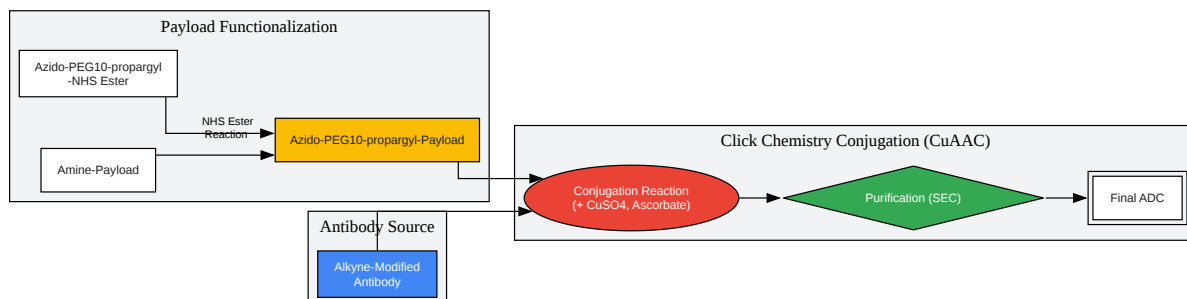 Payload Functionalization
Azido-PEG10-propargyl
-NHS Ester
NHS Ester
Reaction
Azido-PEG10-propargyl-Payload
Amine-Payload
Click Chemistry Conjugation (CuAAC)
Conjugation Reaction
(+ CuSO4, Ascorbate)
Purification (SEC)
Final ADC
Antibody Source
Alkyne-Modified
Antibody